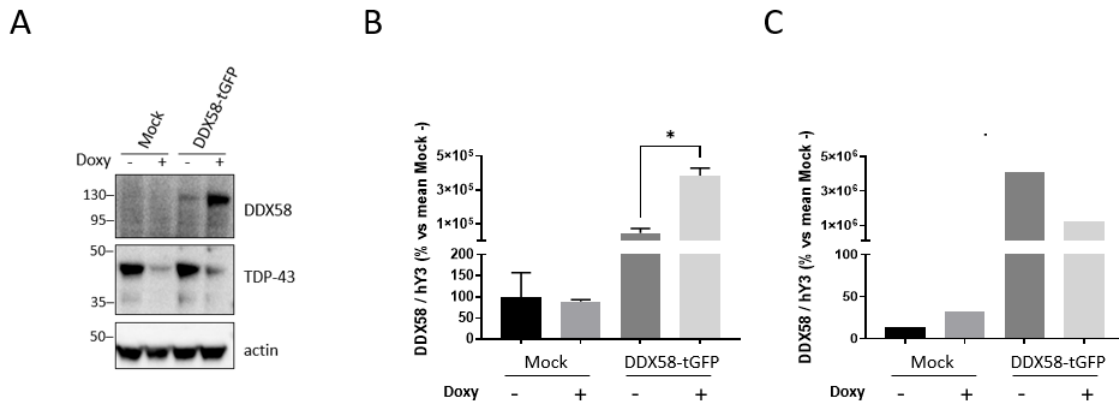 A
Mock
DDX58-tGFP
Doxy - + - +
130
95
DDX58
50
35
TDP-43
50
actin
B
DDX58 / hY3 (% vs mean Mock -)
5×10⁵
3×10⁵
1×10⁵
200
150
100
50
0
*
Mock
DDX58-tGFP
Doxy - + - +
C
DDX58 / hY3 (% vs mean Mock -)
5×10⁶
3×10⁶
1×10⁶
100
50
0
Mock
DDX58-tGFP
Doxy - + - +